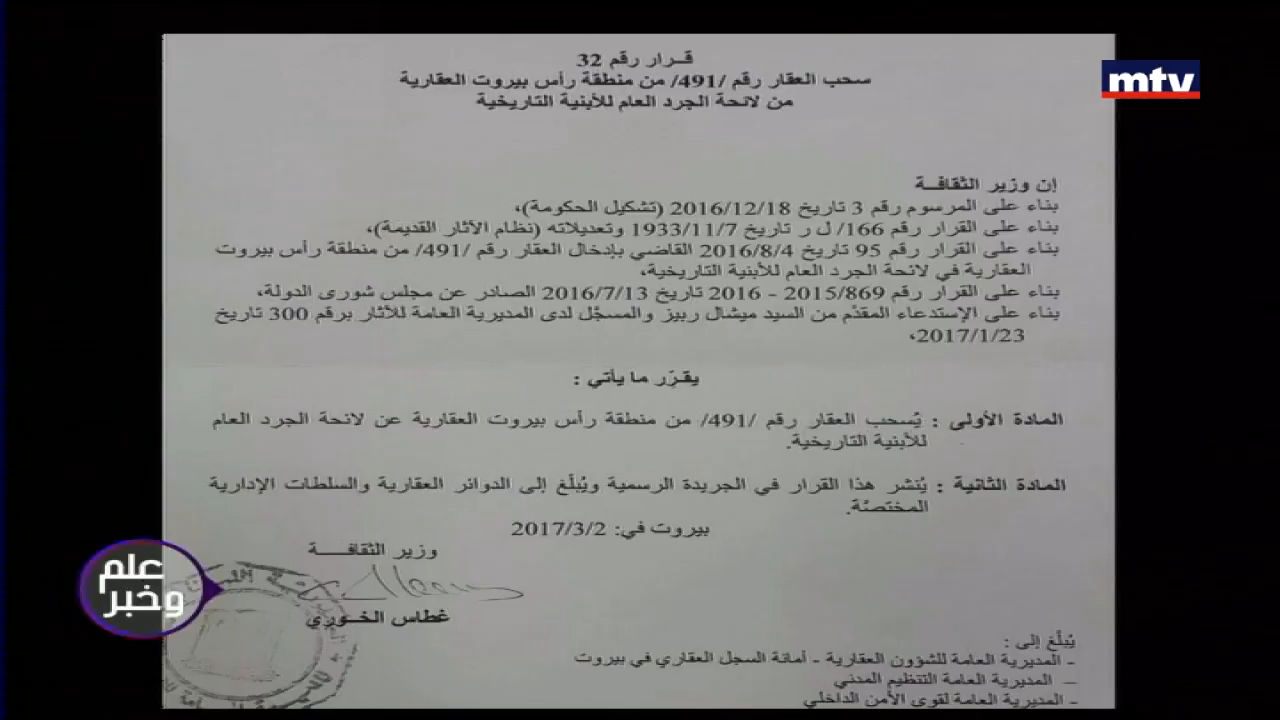 mtv
قـرار رقم 32
سحب العقار رقم /491/ من منطقة رأس بيروت العقارية
من لائحة الجرد العام للأبنية التاريخية
إن وزير الثقافـة
بناء على المرسوم رقم 3 تاريخ 2016/12/18 (تشكيل الحكومة)،
بناء على القرار رقم 166/ ل ر تاريخ 1933/11/7 وتعديلاته (نظام الآثار القديمة)،
بناء على القرار رقم 95 تاريخ 2016/8/4 القاضي بإدخال العقار رقم /491/ من منطقة رأس بيروت
العقارية في لائحة الجرد العام للأبنية التاريخية،
بناء على القرار رقم 2015/869 - 2016 تاريخ 2016/7/13 الصادر عن مجلس شورى الدولة،
بناء على الإستدعاء المقدّم من السيد ميشال ربيز والمسجّل لدى المديرية العامة للآثار برقم 300 تاريخ
2017/1/23،
يقـرّر ما يأتي :
المادة الأولى : يُسحب العقار رقم /491/ من منطقة رأس بيروت العقارية عن لائحة الجرد العام
للأبنية التاريخية.
المادة الثانية : يُنشر هذا القرار في الجريدة الرسمية ويُبلّغ إلى الدوائر العقارية والسلطات الإدارية
المختصّة.
بيروت في: 2017/3/2
وزير الثقافـــة
غطاس الخـوري
علم
وخبر
يُبلّغ إلى :
- المديرية العامة للشؤون العقارية - أمانة السجل العقاري في بيروت
- المديرية العامة التنظيم المدني
- المديرية العامة لقوى الأمن الداخلي